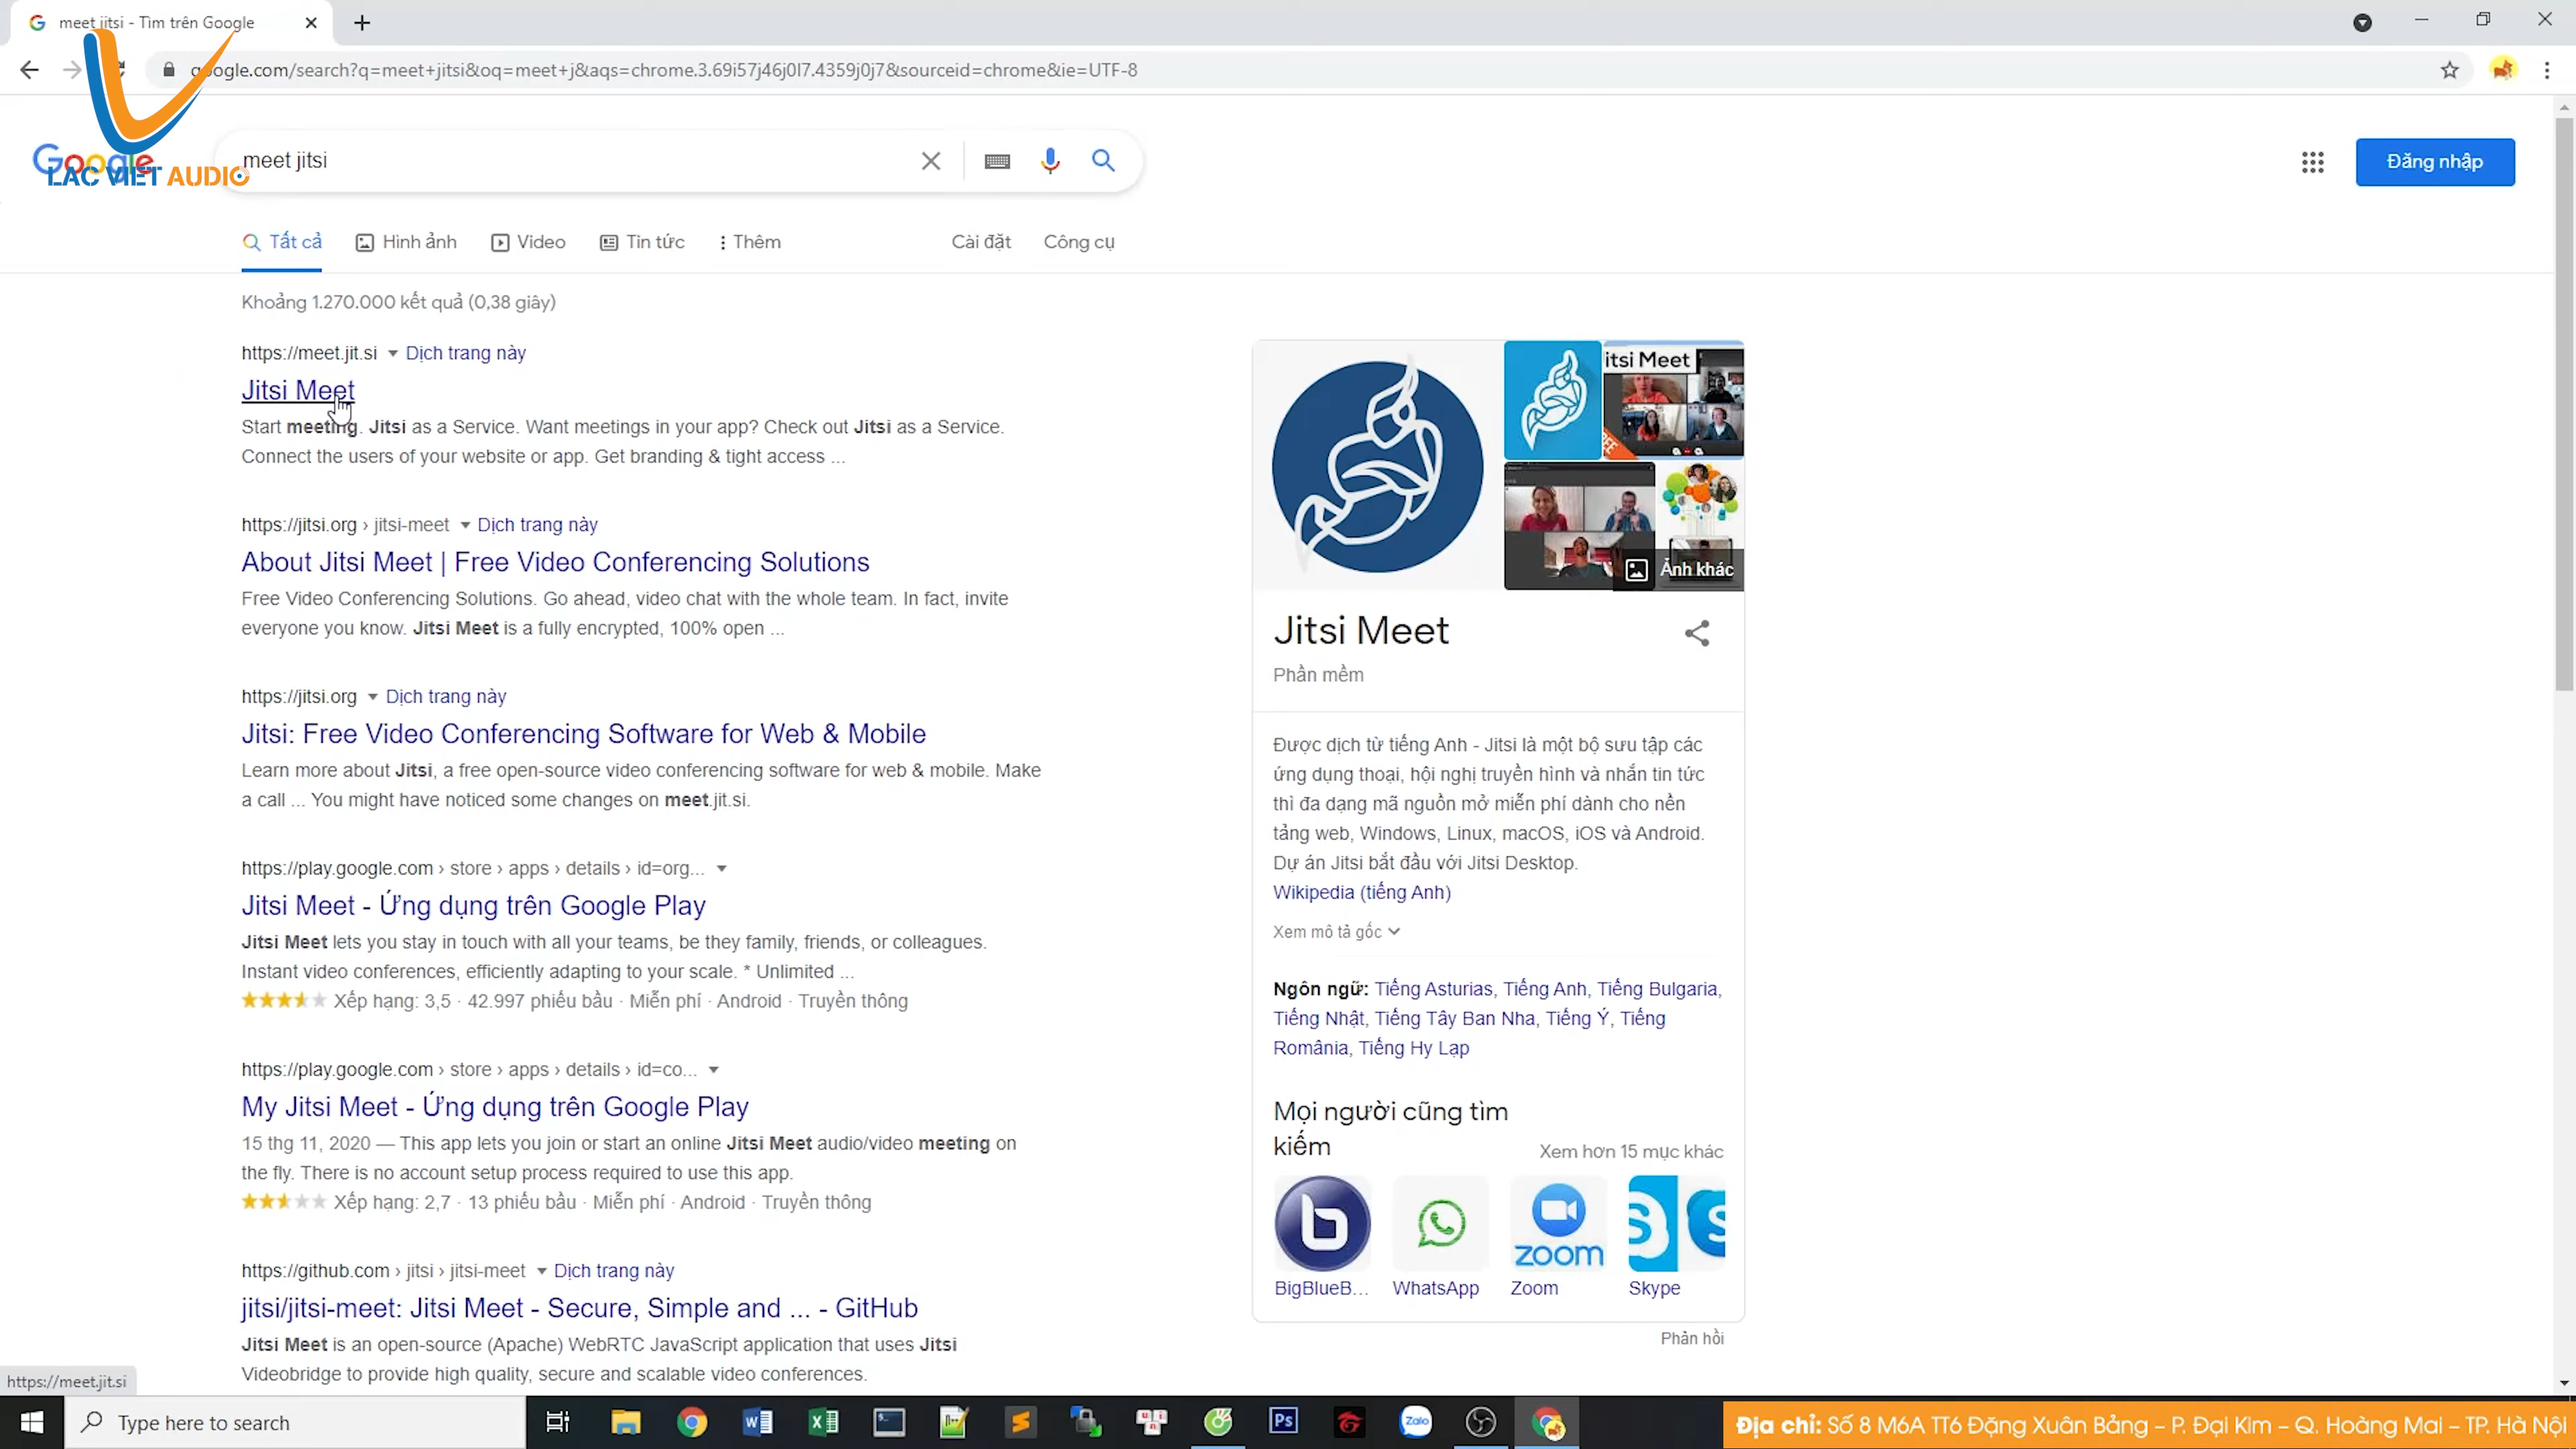 meet jitsi - Tìm trên Google
google.com/search?q=meet+jitsi&oq=meet+j&aqs=chrome.3.69i57j46j0l7.4359j0j7&sourceid=chrome&ie=UTF-8
Google
LAC VIET AUDIO
meet jitsi
Đăng nhập
Tất cả
Hình ảnh
Video
Tin tức
Thêm
Cài đặt
Công cụ
Khoảng 1.270.000 kết quả (0,38 giây)
https://meet.jit.si Dịch trang này
Jitsi Meet
Start meeting. Jitsi as a Service. Want meetings in your app? Check out Jitsi as a Service.
Connect the users of your website or app. Get branding & tight access ...
https://jitsi.org › jitsi-meet Dịch trang này
About Jitsi Meet | Free Video Conferencing Solutions
Free Video Conferencing Solutions. Go ahead, video chat with the whole team. In fact, invite
everyone you know. Jitsi Meet is a fully encrypted, 100% open ...
https://jitsi.org Dịch trang này
Jitsi: Free Video Conferencing Software for Web & Mobile
Learn more about Jitsi, a free open-source video conferencing software for web & mobile. Make
a call ... You might have noticed some changes on meet.jit.si.
https://play.google.com › store › apps › details › id=org...
Jitsi Meet - Ứng dụng trên Google Play
Jitsi Meet lets you stay in touch with all your teams, be they family, friends, or colleagues.
Instant video conferences, efficiently adapting to your scale. * Unlimited ...
Xếp hạng: 3,5 · 42.997 phiếu bầu · Miễn phí · Android · Truyền thông
https://play.google.com › store › apps › details › id=co...
My Jitsi Meet - Ứng dụng trên Google Play
15 thg 11, 2020 — This app lets you join or start an online Jitsi Meet audio/video meeting on
the fly. There is no account setup process required to use this app.
Xếp hạng: 2,7 · 13 phiếu bầu · Miễn phí · Android · Truyền thông
https://github.com › jitsi › jitsi-meet Dịch trang này
jitsi/jitsi-meet: Jitsi Meet - Secure, Simple and ... - GitHub
Jitsi Meet is an open-source (Apache) WebRTC JavaScript application that uses Jitsi
Videobridge to provide high quality, secure and scalable video conferences.
itsi Meet
Ảnh khác
Jitsi Meet
Phần mềm
Được dịch từ tiếng Anh - Jitsi là một bộ sưu tập các
ứng dụng thoại, hội nghị truyền hình và nhắn tin tức
thì đa dạng mã nguồn mở miễn phí dành cho nền
tảng web, Windows, Linux, macOS, iOS và Android.
Dự án Jitsi bắt đầu với Jitsi Desktop.
Wikipedia (tiếng Anh)
Xem mô tả gốc
Ngôn ngữ: Tiếng Asturias, Tiếng Anh, Tiếng Bulgaria,
Tiếng Nhật, Tiếng Tây Ban Nha, Tiếng Ý, Tiếng
România, Tiếng Hy Lạp
Mọi người cũng tìm
kiếm
Xem hơn 15 mục khác
zoom
BigBlueB...
WhatsApp
Zoom
Skype
Phản hồi
https://meet.jit.si
Type here to search
Ps
Zalo
Địa chỉ: Số 8 M6A TT6 Đặng Xuân Bảng – P. Đại Kim – Q. Hoàng Mai – TP. Hà Nội